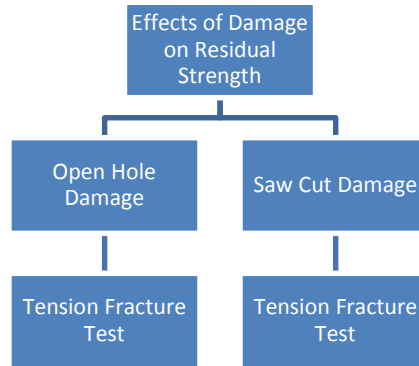 Effects of Damage
on Residual
Strength
Open Hole
Damage
Saw Cut Damage
Tension Fracture
Test
Tension Fracture
Test